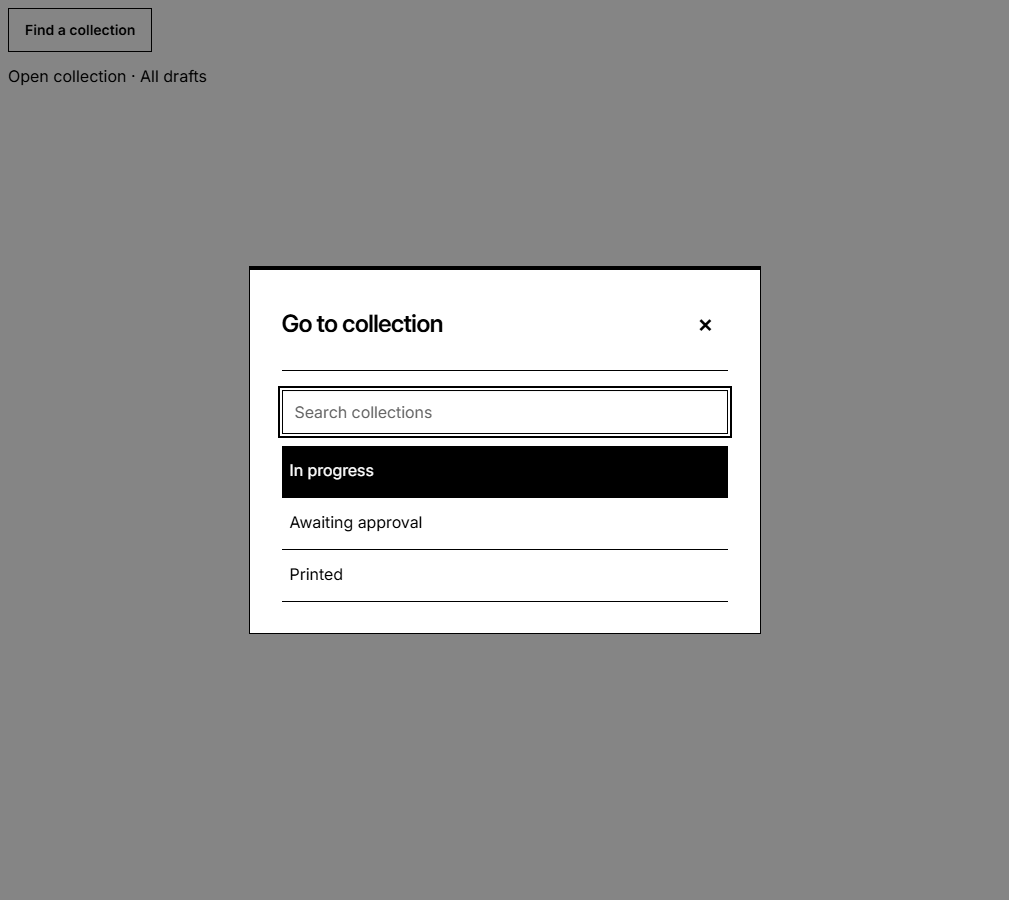 Find a collection
Open collection · All drafts
Go to collection
×
Search collections
In progress
Awaiting approval
Printed